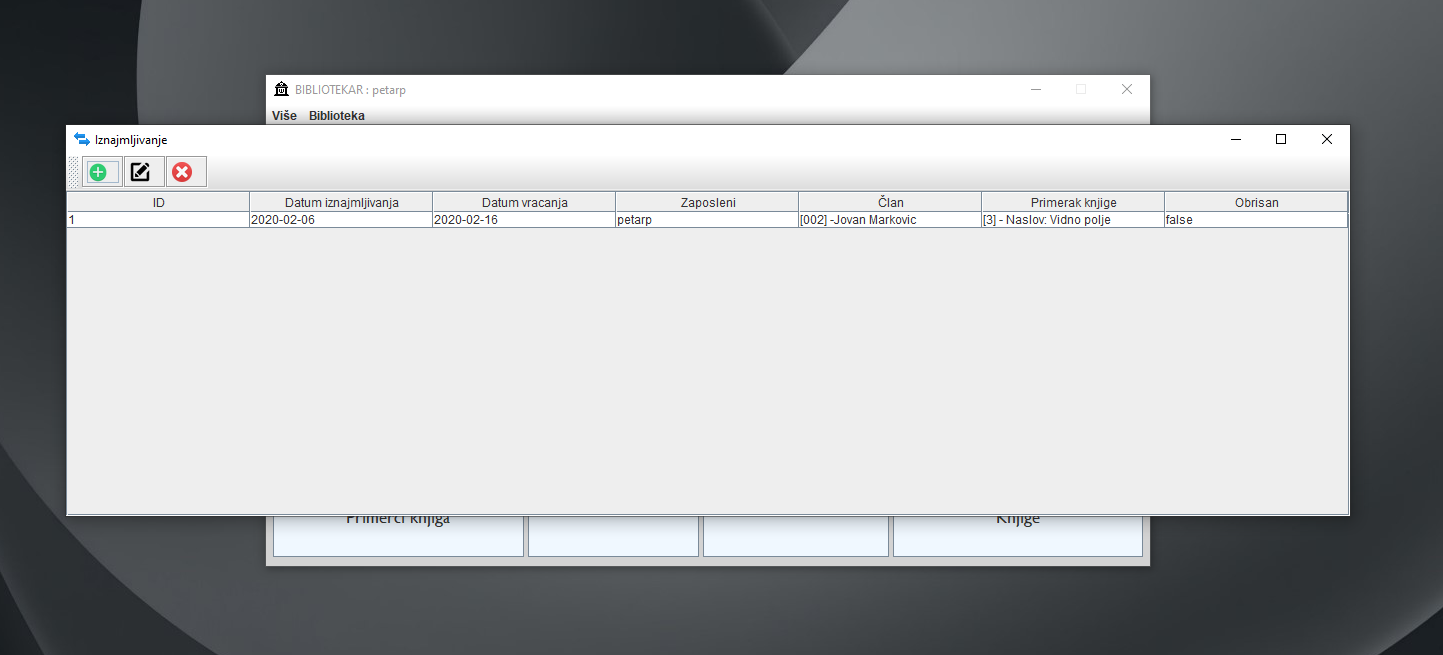 BIBLIOTEKAR : petarp
Više Biblioteka
Iznajmljivanje
ID Datum iznajmljivanja Datum vracanja Zaposleni Član Primerak knjige Obrisan
1 2020-02-06 2020-02-16 petarp [002] -Jovan Markovic [3] - Naslov: Vidno polje false
Primerci knjiga Knjige